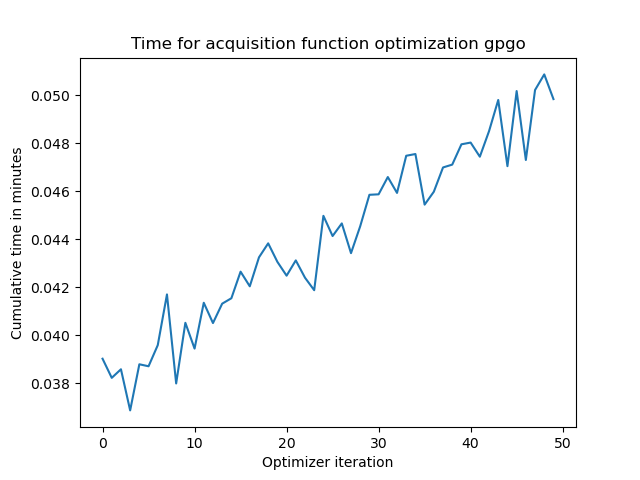 Time for acquisition function optimization gpgo
0.050
0.048
0.046
0.044
0.042
0.040
0.038
Cumulative time in minutes
0 10 20 30 40 50
Optimizer iteration